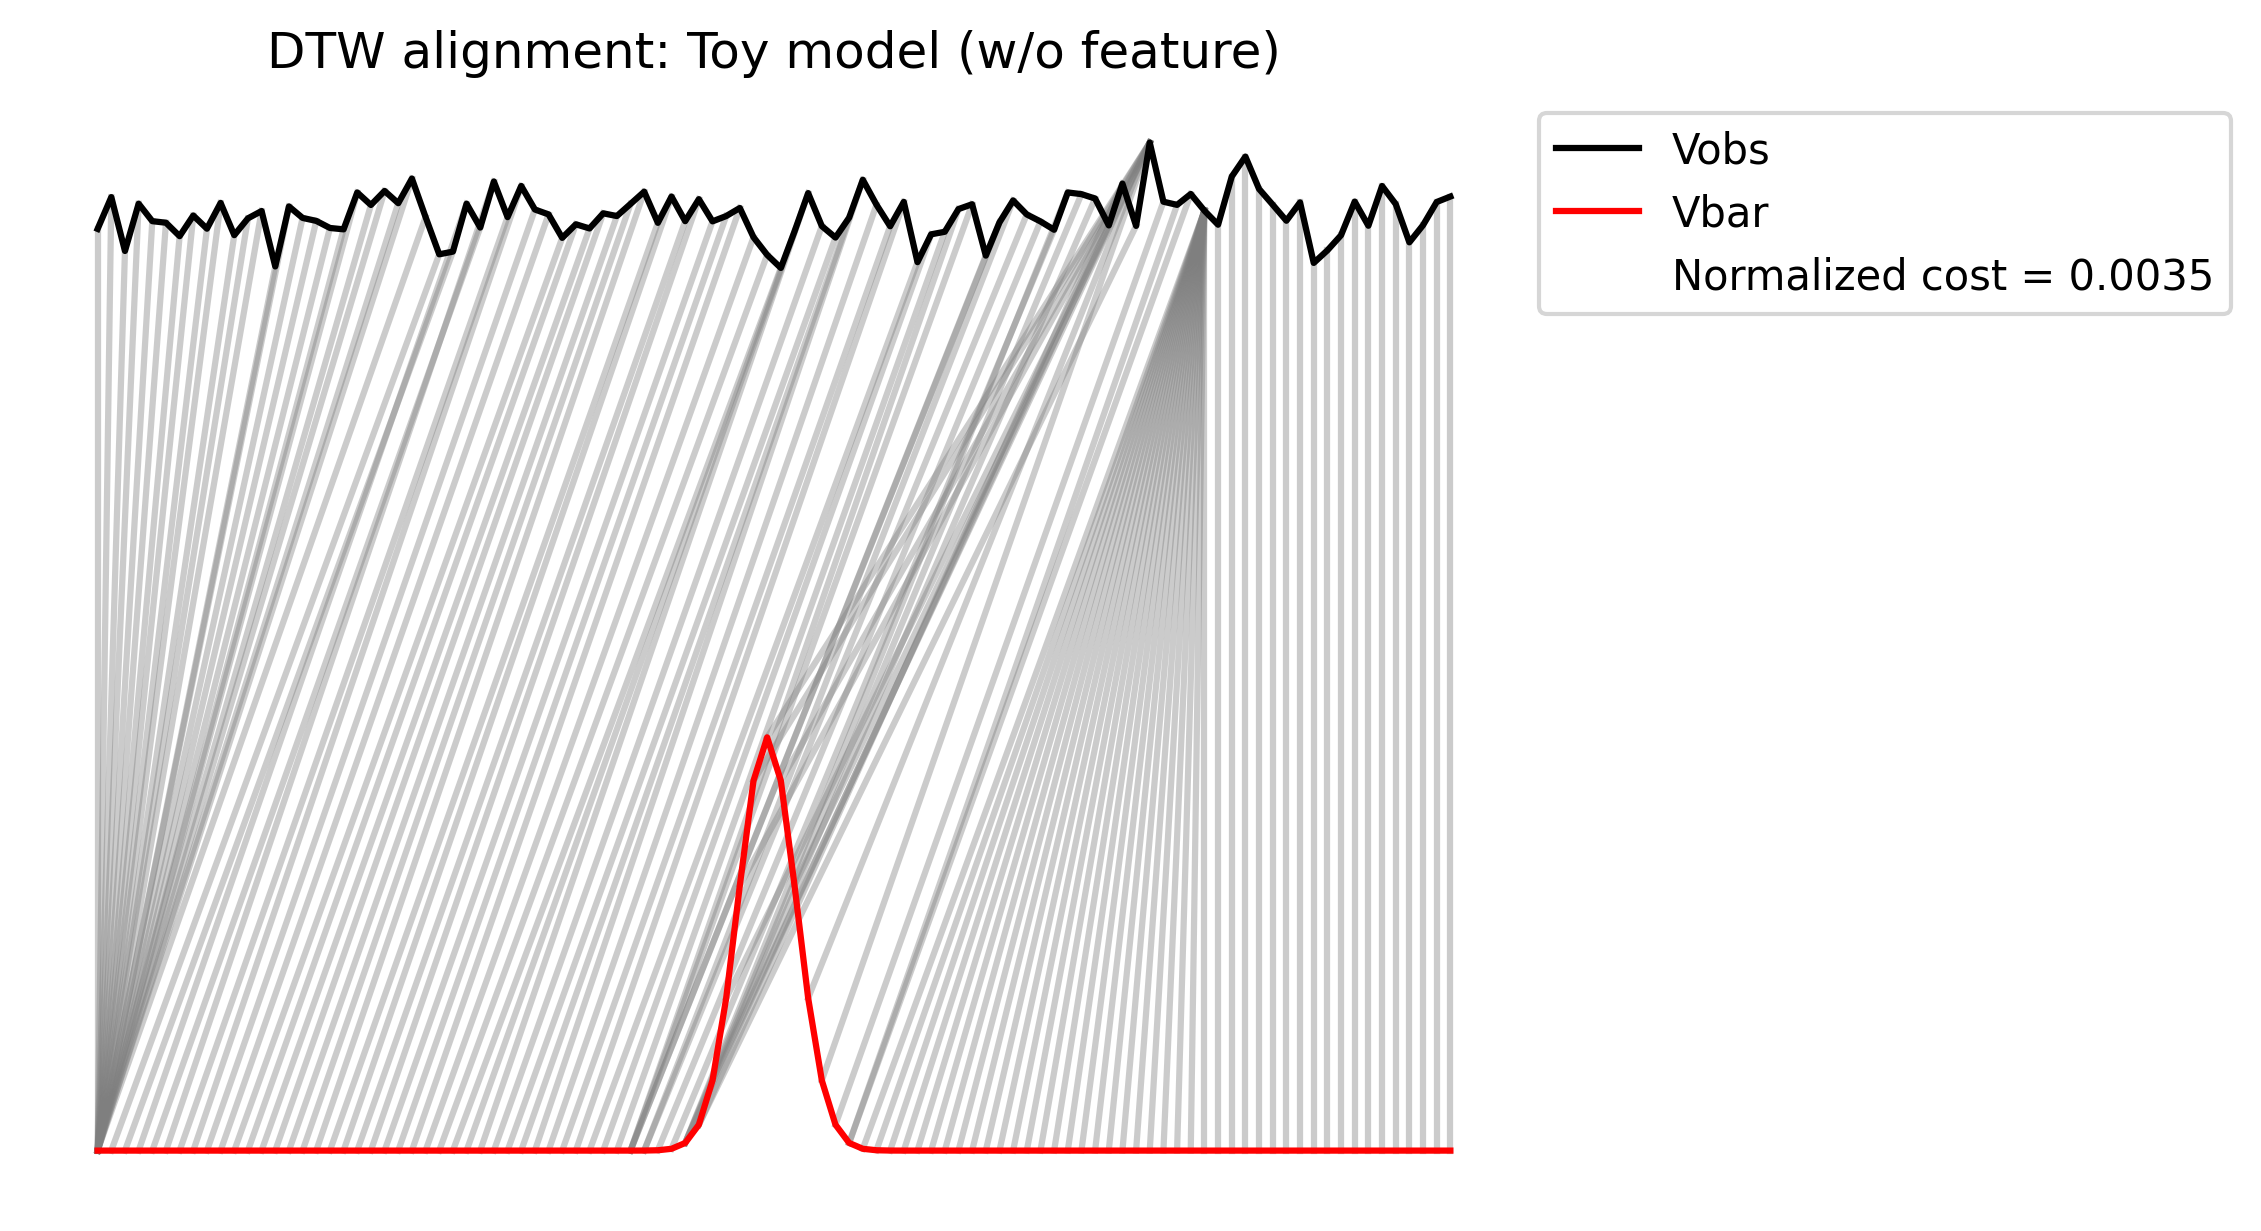 DTW alignment: Toy model (w/o feature)
Vobs
Vbar
Normalized cost = 0.0035